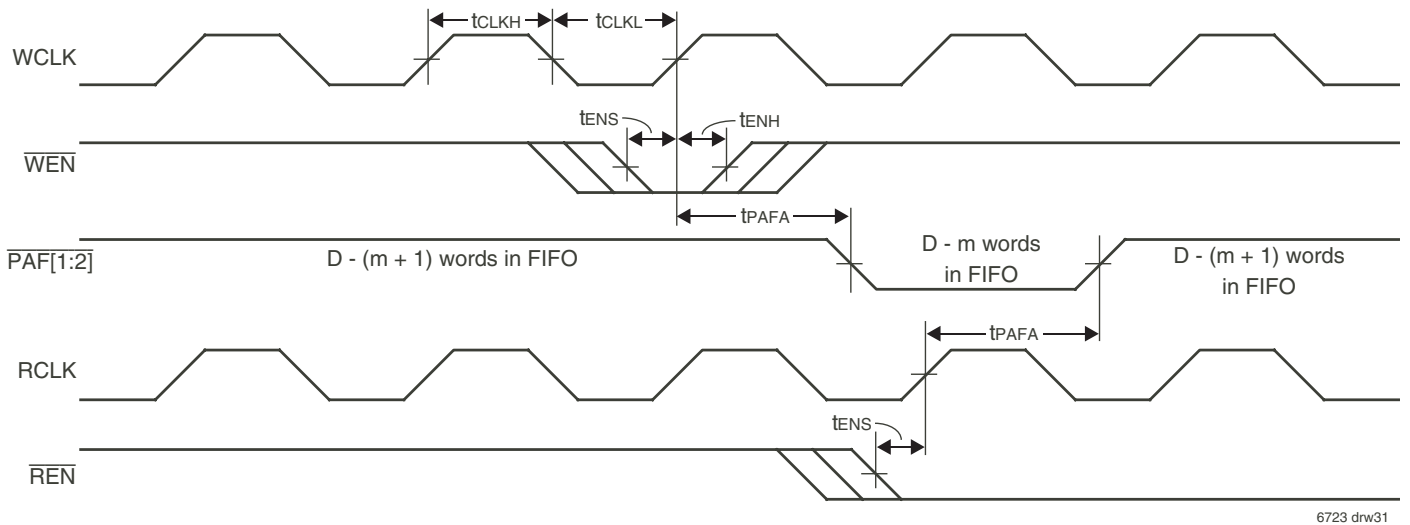 tCLKH
tCLKL
WCLK
tENS
tENH
WEN
tPAFA
PAF[1:2]
D - (m + 1) words in FIFO
D - m words
in FIFO
D - (m + 1) words
in FIFO
tPAFA
RCLK
tENS
REN
6723 drw31